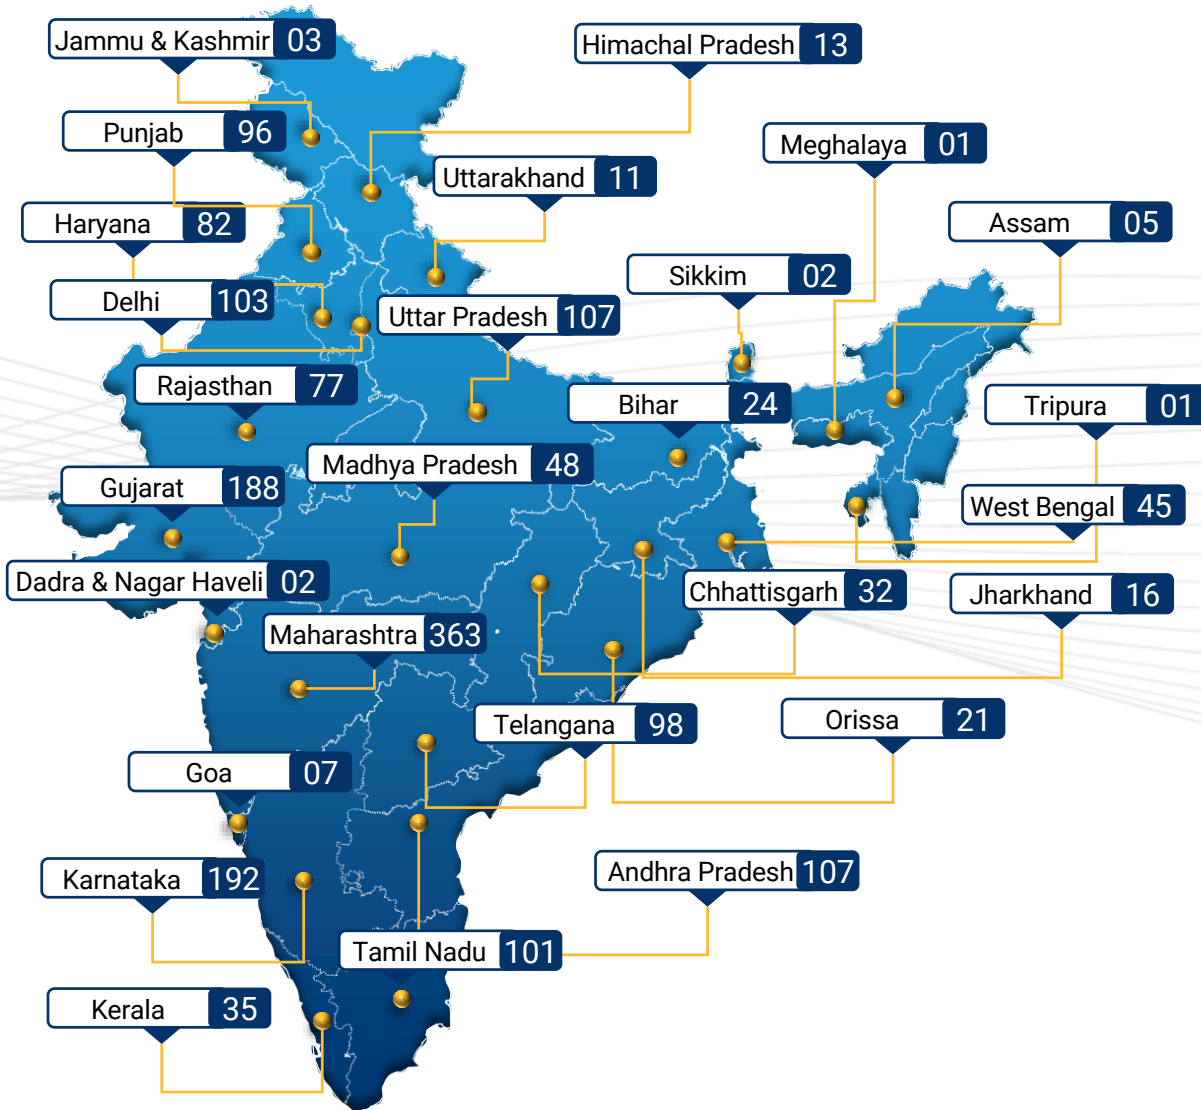 Jammu & Kashmir 03
Himachal Pradesh 13
Punjab 96
Meghalaya 01
Uttarakhand 11
Haryana 82
Assam 05
Sikkim 02
Delhi 103
Uttar Pradesh 107
Rajasthan 77
Bihar 24
Tripura 01
Madhya Pradesh 48
Gujarat 188
West Bengal 45
Dadra & Nagar Haveli 02
Chhattisgarh 32
Jharkhand 16
Maharashtra 363
Telangana 98
Orissa 21
Goa 07
Karnataka 192
Andhra Pradesh 107
Tamil Nadu 101
Kerala 35